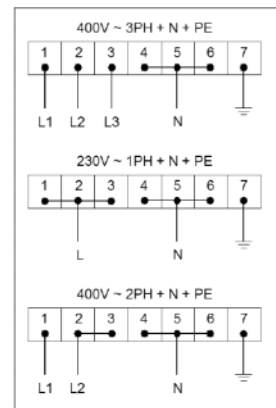 400V ~ 3PH + N + PE
1 2 3 4 5 6 7
L1 L2 L3 N
230V ~ 1PH + N + PE
1 2 3 4 5 6 7
L N
400V ~ 2PH + N + PE
1 2 3 4 5 6 7
L1 L2 N